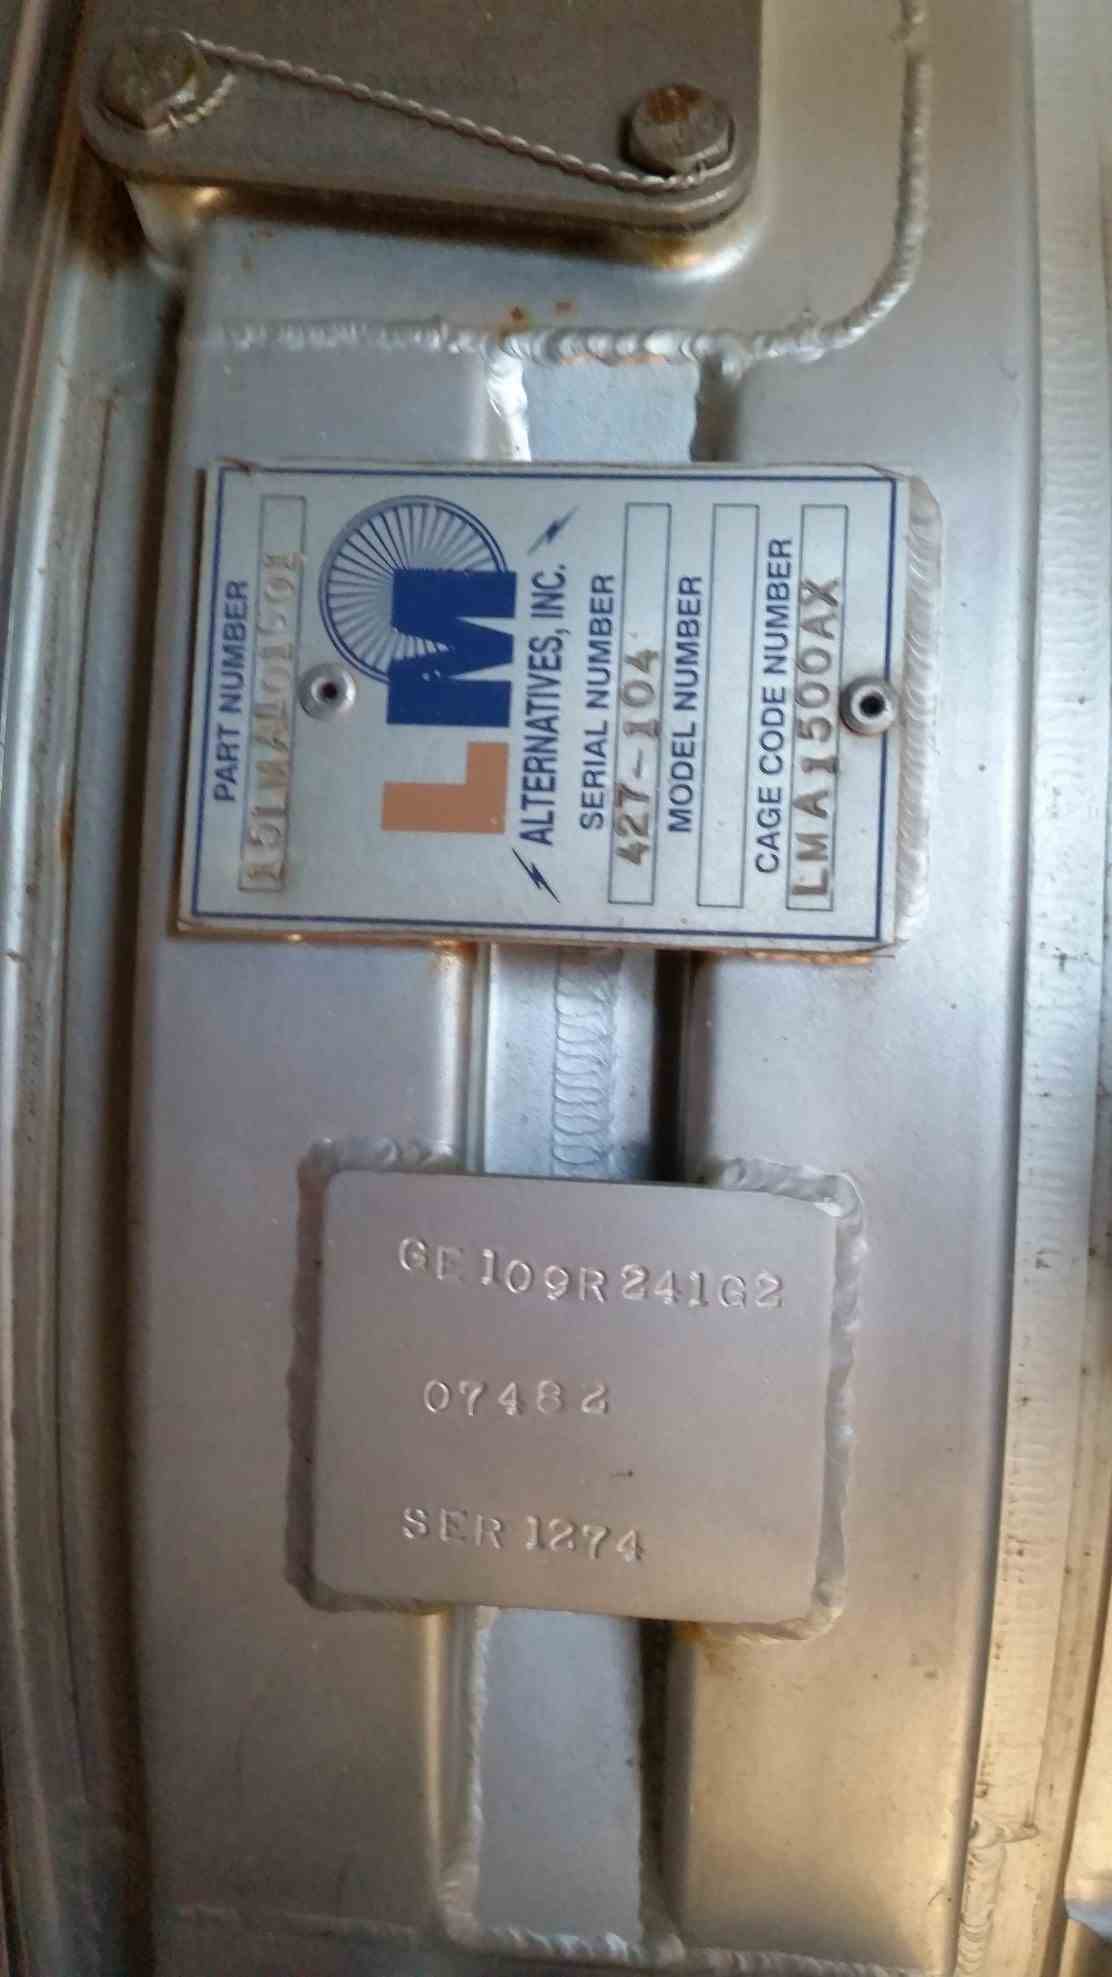 PART NUMBER
LM
ALTERNATIVES, INC.
SERIAL NUMBER
427-104
MODEL NUMBER
CAGE CODE NUMBER
LMA1500AX
GE 109R241G2
07482
SER 1274